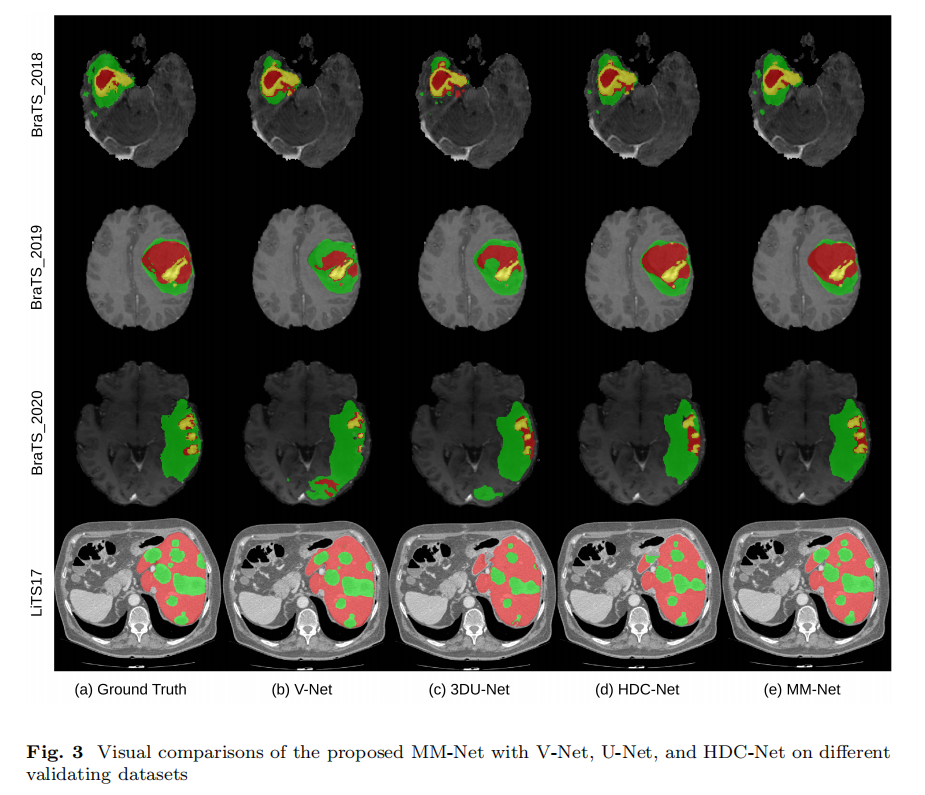 BraTS_2018
BraTS_2019
BraTS_2020
LiTS17
(a) Ground Truth
(b) V-Net
(c) 3DU-Net
(d) HDC-Net
(e) MM-Net
Fig. 3 Visual comparisons of the proposed MM-Net with V-Net, U-Net, and HDC-Net on different
validating datasets